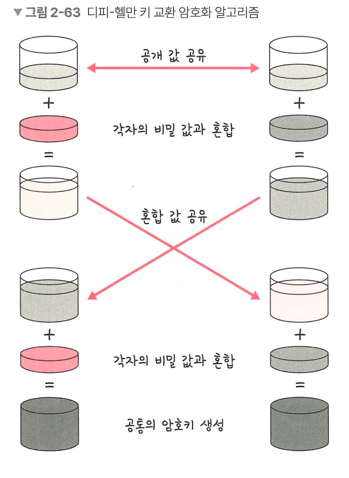 ▼ 그림 2-63 디피-헬만 키 교환 암호화 알고리즘
공개 값 공유
+ +
각자의 비밀 값과 혼합
= =
혼합 값 공유
+ +
각자의 비밀 값과 혼합
= =
공통의 암호키 생성